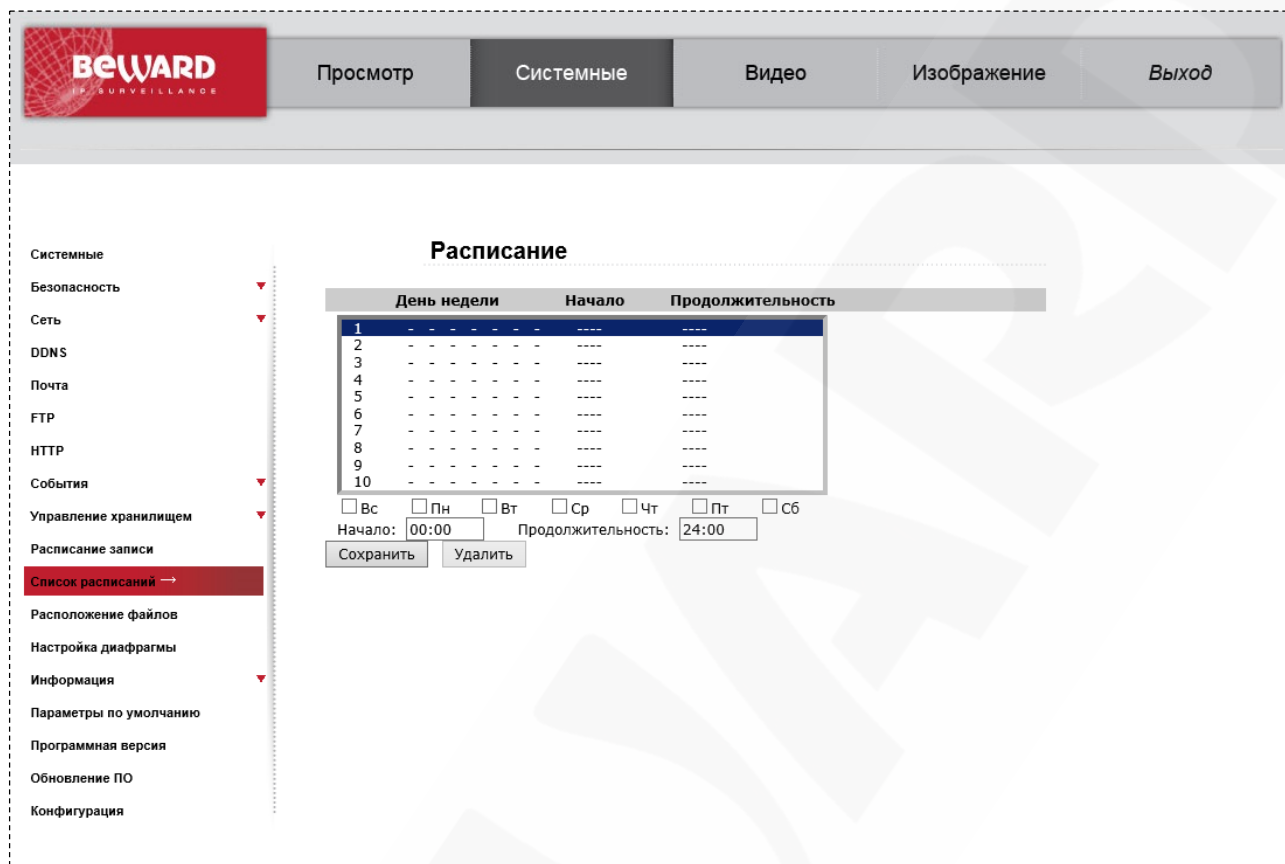 BEWARD
IP SURVEILLANCE
Просмотр
Системные
Видео
Изображение
Выход
Системные
Безопасность
Сеть
DDNS
Почта
FTP
HTTP
События
Управление хранилищем
Расписание записи
Список расписаний →
Расположение файлов
Настройка диафрагмы
Информация
Параметры по умолчанию
Программная версия
Обновление ПО
Конфигурация
Расписание
День недели Начало Продолжительность
1 - - - - - - - ---- ----
2 - - - - - - - ---- ----
3 - - - - - - - ---- ----
4 - - - - - - - ---- ----
5 - - - - - - - ---- ----
6 - - - - - - - ---- ----
7 - - - - - - - ---- ----
8 - - - - - - - ---- ----
9 - - - - - - - ---- ----
10 - - - - - - - ---- ----
Вс Пн Вт Ср Чт Пт Сб
Начало: 00:00 Продолжительность: 24:00
Сохранить Удалить